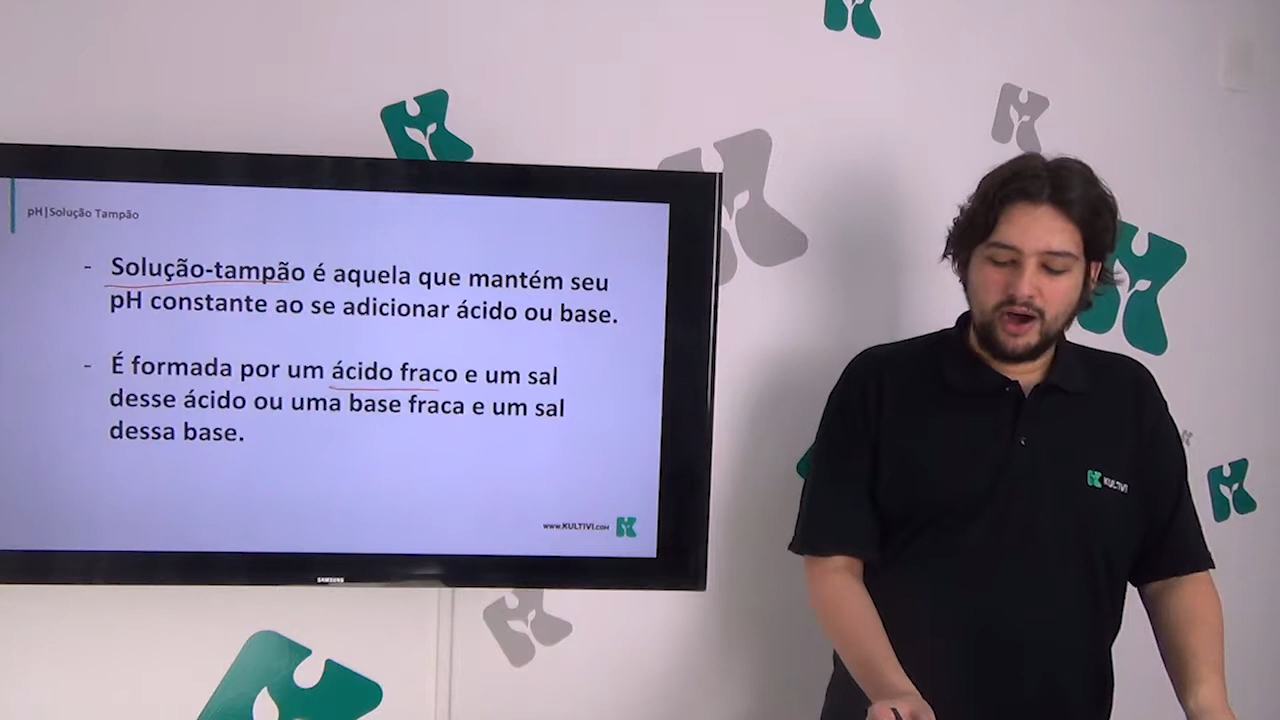 pH|Solução Tampão
- Solução-tampão é aquela que mantém seu
pH constante ao se adicionar ácido ou base.
- É formada por um ácido fraco e um sal
desse ácido ou uma base fraca e um sal
dessa base.
www.KULTIVI.COM
SAMSUNG
KULTIVI